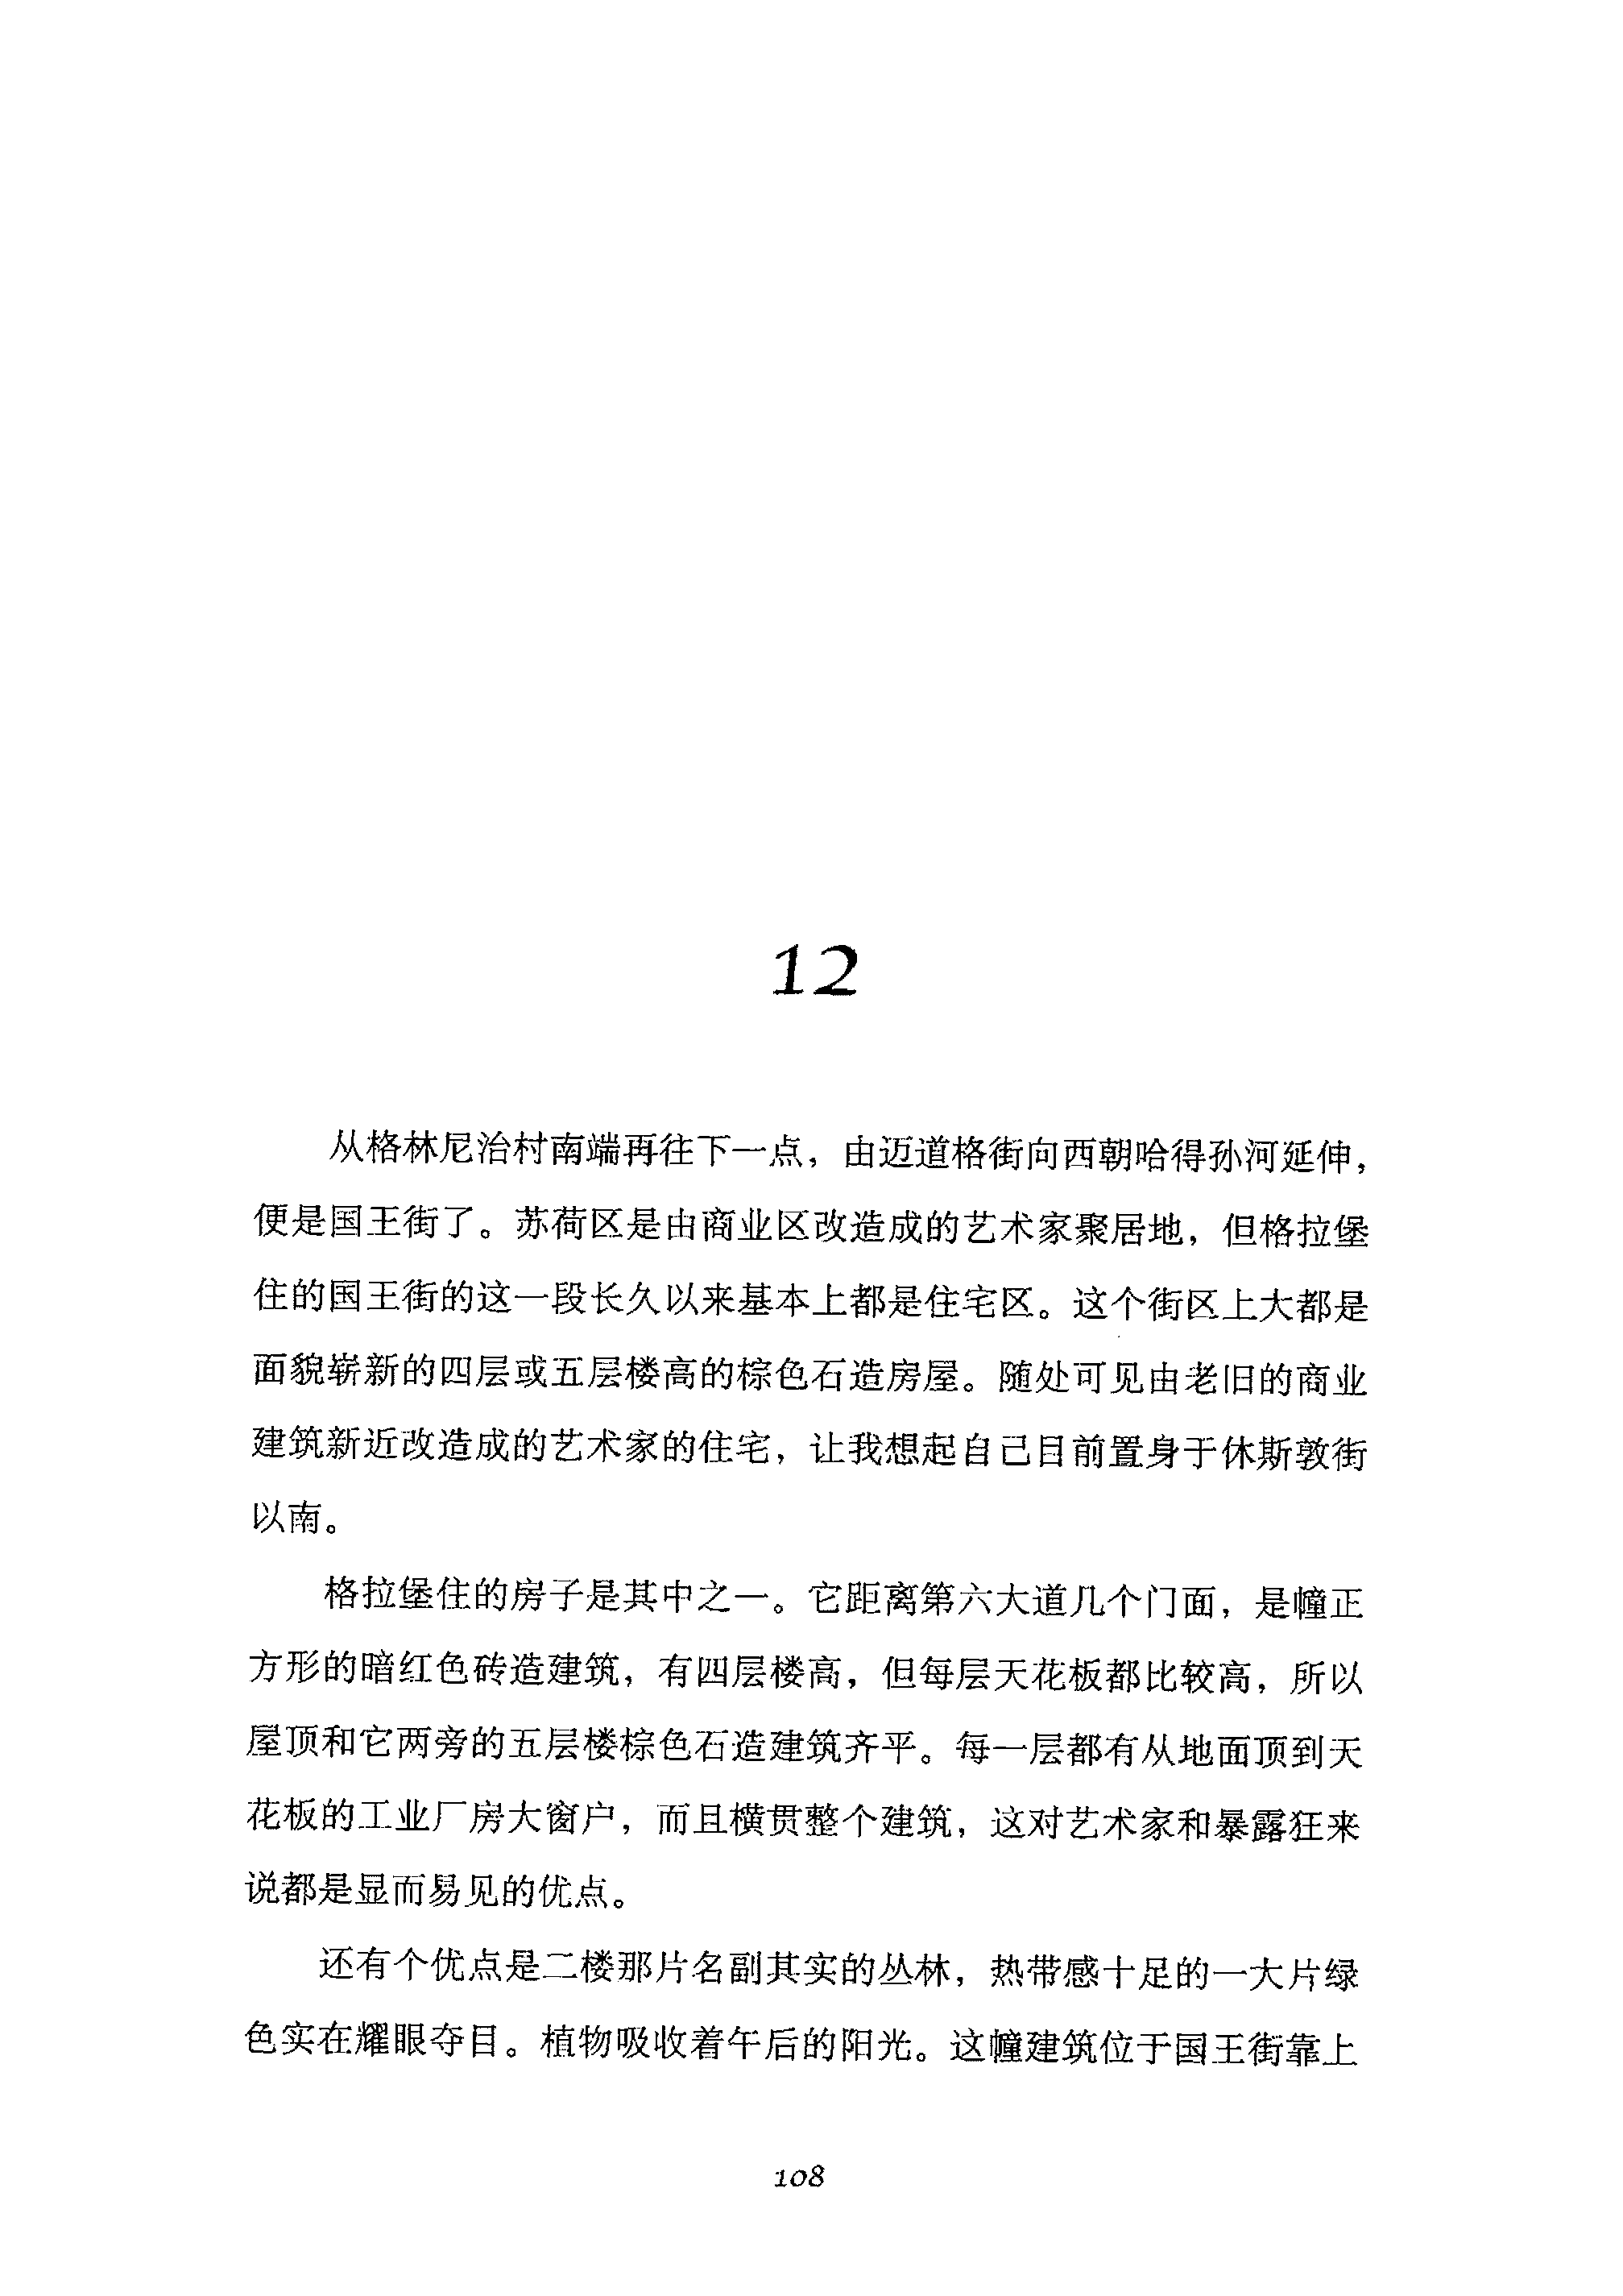 12
从格林尼治村南端再往下一点，由迈道格街向西朝哈得孙河延伸，
便是国王街了。苏荷区是由商业区改造成的艺术家聚居地，但格拉堡
住的国王街的这一段长久以来基本上都是住宅区。这个街区上大都是
面貌崭新的四层或五层楼高的棕色石造房屋。随处可见由老旧的商业
建筑新近改造成的艺术家的住宅，让我想起自己目前置身于休斯敦街
以南。
格拉堡住的房子是其中之一。它距离第六大道几个门面，是幢正
方形的暗红色砖造建筑，有四层楼高，但每层天花板都比较高，所以
屋顶和它两旁的五层楼棕色石造建筑齐平。每一层都有从地面顶到天
花板的工业厂房大窗户，而且横贯整个建筑，这对艺术家和暴露狂来
说都是显而易见的优点。
还有个优点是二楼那片名副其实的丛林，热带感十足的一大片绿
色实在耀眼夺目。植物吸收着午后的阳光。这幢建筑位于国王街靠上
108